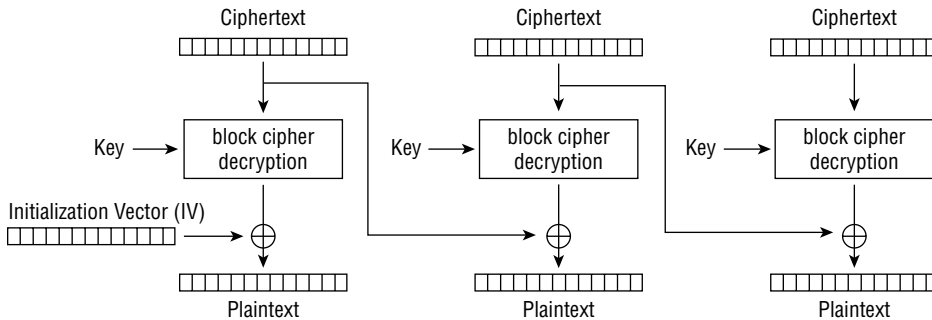 Ciphertext
Ciphertext
Ciphertext
Key
block cipher
decryption
Key
block cipher
decryption
Key
block cipher
decryption
Initialization Vector (IV)
Plaintext
Plaintext
Plaintext